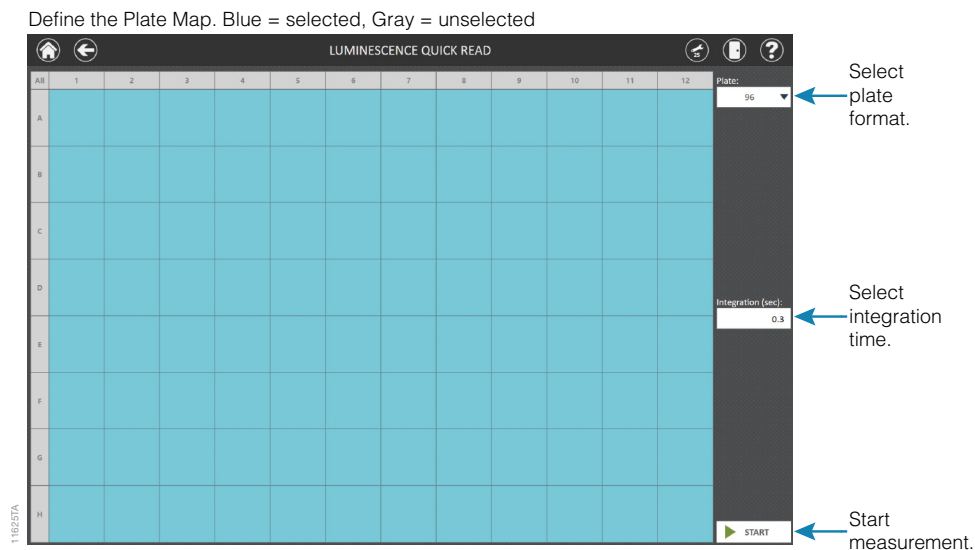 Define the Plate Map. Blue = selected, Gray = unselected
LUMINESCENCE QUICK READ
25
?
All 1 2 3 4 5 6 7 8 9 10 11 12
Plate:
96
Select
plate
format.
A
B
C
D
Integration (sec):
0.3
Select
integration
time.
E
F
G
H
START
Start
measurement.
11625TA